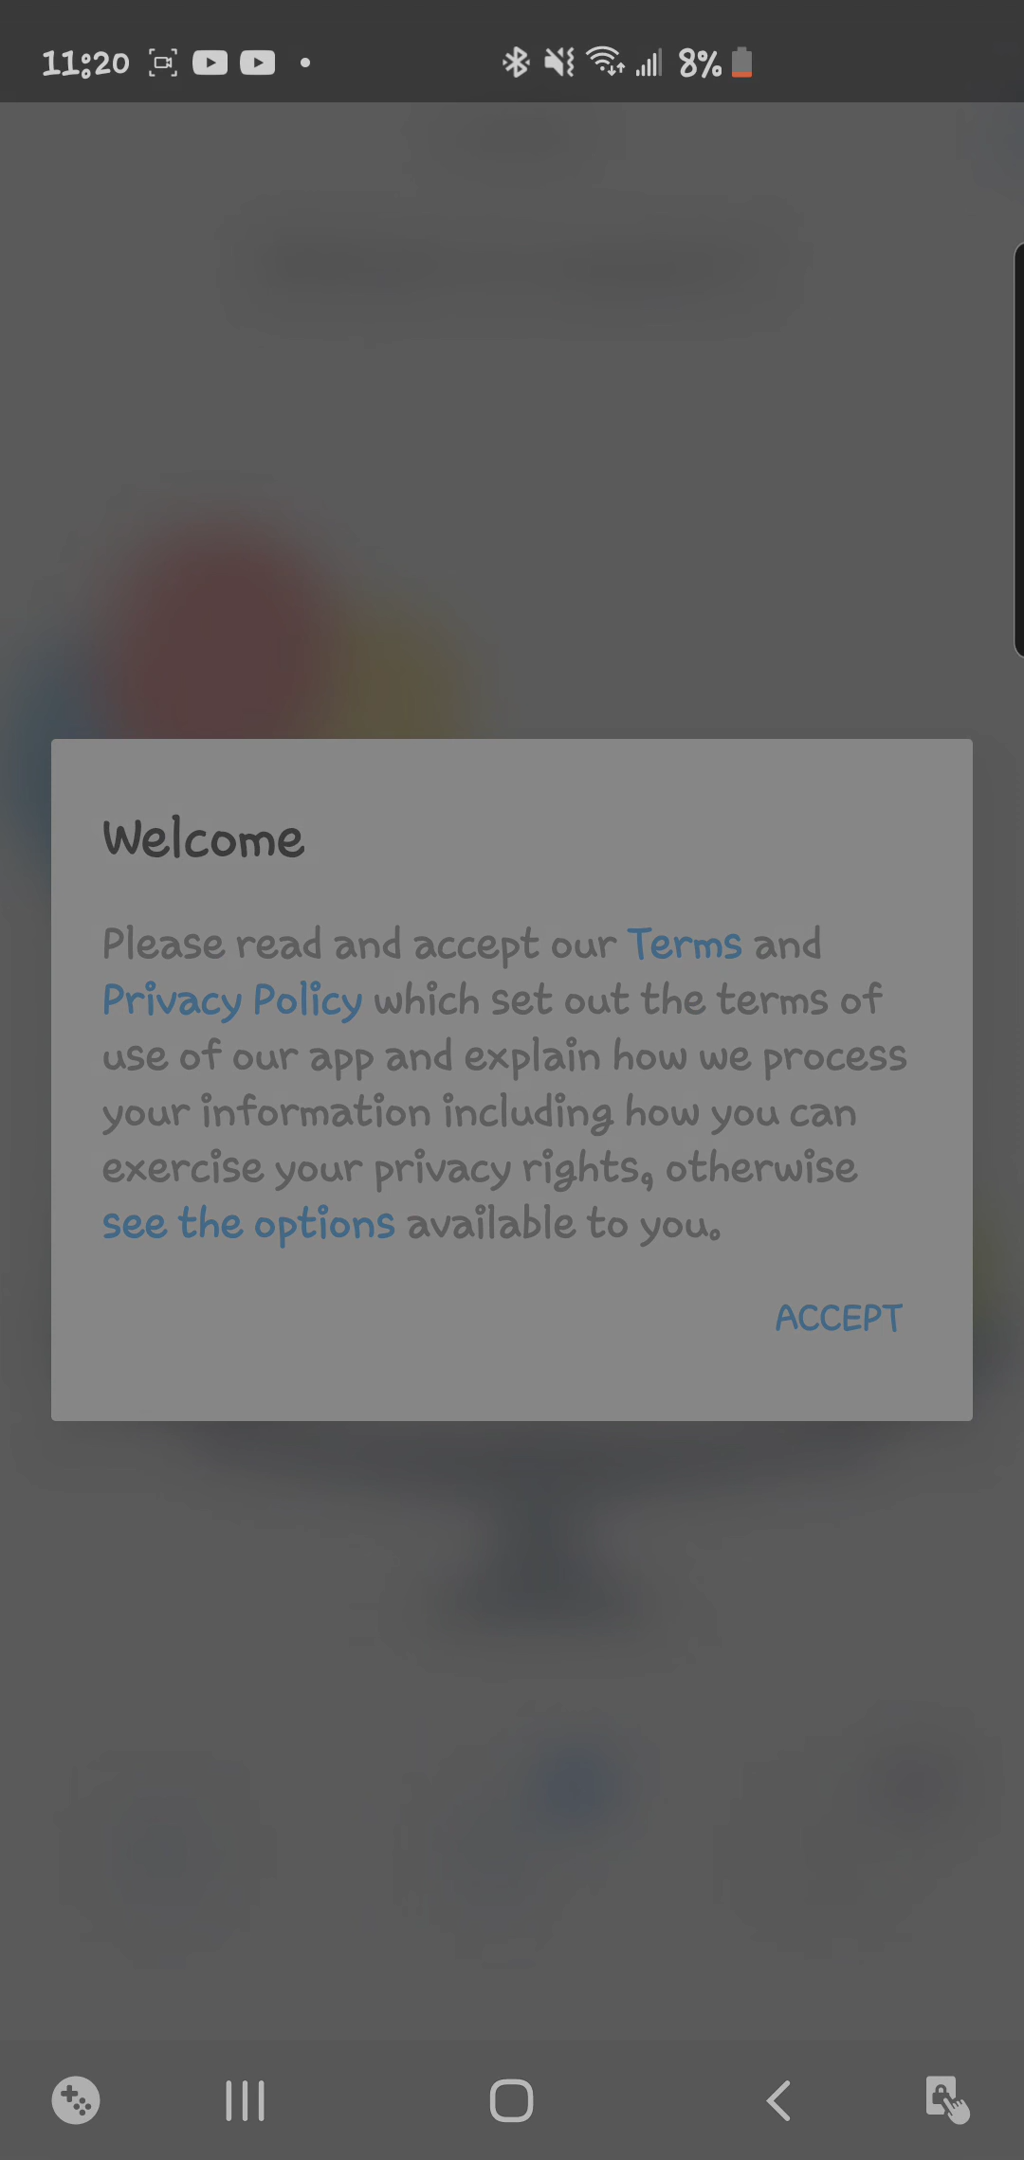 11:20 8%
Welcome
Please read and accept our Terms and
Privacy Policy which set out the terms of
use of our app and explain how we process
your information including how you can
exercise your privacy rights, otherwise
see the options available to you.
ACCEPT